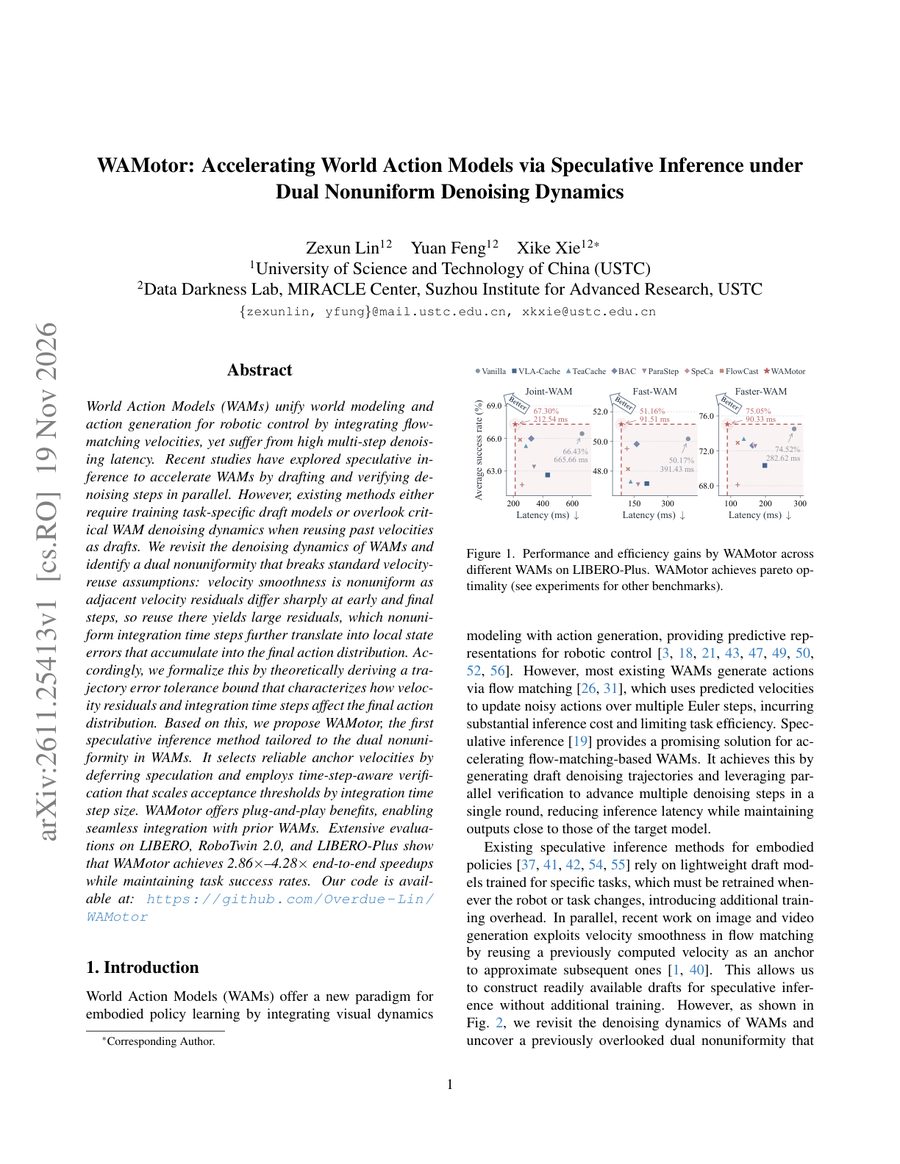 WAMotor: Accelerating World Action Models via Speculative Inference under
Dual Nonuniform Denoising Dynamics
Zexun Lin12 Yuan Feng12 Xike Xie12*
1University of Science and Technology of China (USTC)
2Data Darkness Lab, MIRACLE Center, Suzhou Institute for Advanced Research, USTC
{zexunlin, yfung}@mail.ustc.edu.cn, xkxie@ustc.edu.cn
arXiv:2611.25413v1 [cs.RO] 19 Nov 2026
Abstract
World Action Models (WAMs) unify world modeling and
action generation for robotic control by integrating flow-
matching velocities, yet suffer from high multi-step denois-
ing latency. Recent studies have explored speculative in-
ference to accelerate WAMs by drafting and verifying de-
noising steps in parallel. However, existing methods either
require training task-specific draft models or overlook crit-
ical WAM denoising dynamics when reusing past velocities
as drafts. We revisit the denoising dynamics of WAMs and
identify a dual nonuniformity that breaks standard velocity-
reuse assumptions: velocity smoothness is nonuniform as
adjacent velocity residuals differ sharply at early and final
steps, so reuse there yields large residuals, which nonuni-
form integration time steps further translate into local state
errors that accumulate into the final action distribution. Ac-
cordingly, we formalize this by theoretically deriving a tra-
jectory error tolerance bound that characterizes how veloc-
ity residuals and integration time steps affect the final action
distribution. Based on this, we propose WAMotor, the first
speculative inference method tailored to the dual nonuni-
formity in WAMs. It selects reliable anchor velocities by
deferring speculation and employs time-step-aware verifi-
cation that scales acceptance thresholds by integration time
step size. WAMotor offers plug-and-play benefits, enabling
seamless integration with prior WAMs. Extensive evalua-
tions on LIBERO, RoboTwin 2.0, and LIBERO-Plus show
that WAMotor achieves 2.86×–4.28× end-to-end speedups
while maintaining task success rates. Our code is avail-
able at: https://github.com/Overdue-Lin/
WAMotor
1. Introduction
World Action Models (WAMs) offer a new paradigm for
embodied policy learning by integrating visual dynamics
*Corresponding Author.
Vanilla VLA-Cache TeaCache BAC ParaStep SpeCa FlowCast WAMotor
Joint-WAM Fast-WAM Faster-WAM
Average success rate (%)
69.0 66.0 63.0
Better
67.30%
212.54 ms
66.43%
665.66 ms
200 400 600
Latency (ms) ↓
52.0 50.0 48.0
Better
51.16%
91.51 ms
50.17%
391.43 ms
150 300
Latency (ms) ↓
76.0 72.0 68.0
Better
75.05%
90.33 ms
74.52%
282.62 ms
100 200 300
Latency (ms) ↓
Figure 1. Performance and efficiency gains by WAMotor across
different WAMs on LIBERO-Plus. WAMotor achieves pareto op-
timality (see experiments for other benchmarks).
modeling with action generation, providing predictive rep-
resentations for robotic control [3, 18, 21, 43, 47, 49, 50,
52, 56]. However, most existing WAMs generate actions
via flow matching [26, 31], which uses predicted velocities
to update noisy actions over multiple Euler steps, incurring
substantial inference cost and limiting task efficiency. Spec-
ulative inference [19] provides a promising solution for ac-
celerating flow-matching-based WAMs. It achieves this by
generating draft denoising trajectories and leveraging par-
allel verification to advance multiple denoising steps in a
single round, reducing inference latency while maintaining
outputs close to those of the target model.
Existing speculative inference methods for embodied
policies [37, 41, 42, 54, 55] rely on lightweight draft mod-
els trained for specific tasks, which must be retrained when-
ever the robot or task changes, introducing additional train-
ing overhead. In parallel, recent work on image and video
generation exploits velocity smoothness in flow matching
by reusing a previously computed velocity as an anchor
to approximate subsequent ones [1, 40]. This allows us
to construct readily available drafts for speculative infer-
ence without additional training. However, as shown in
Fig. 2, we revisit the denoising dynamics of WAMs and
uncover a previously overlooked dual nonuniformity that
1